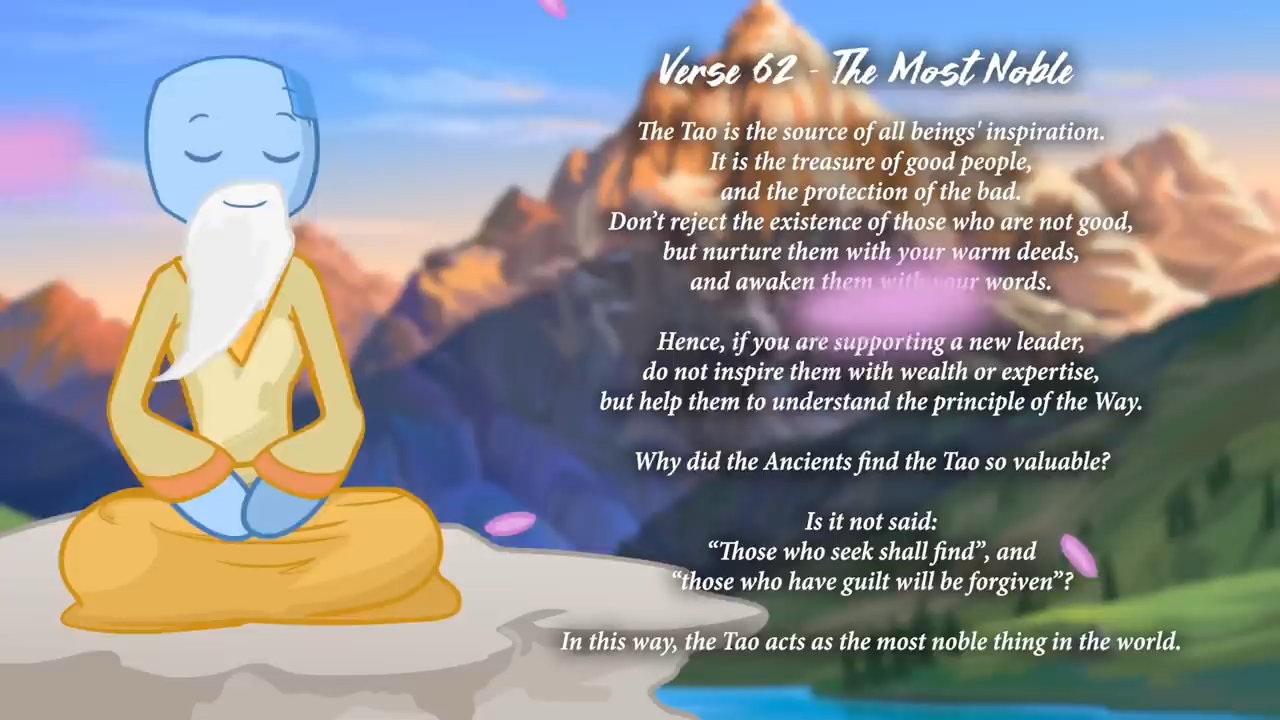 Verse 62 - The Most Noble
The Tao is the source of all beings' inspiration.
It is the treasure of good people,
and the protection of the bad.
Don't reject the existence of those who are not good,
but nurture them with your warm deeds,
and awaken them with your words.
Hence, if you are supporting a new leader,
do not inspire them with wealth or expertise,
but help them to understand the principle of the Way.
Why did the Ancients find the Tao so valuable?
Is it not said:
“Those who seek shall find”, and
“those who have guilt will be forgiven”?
In this way, the Tao acts as the most noble thing in the world.